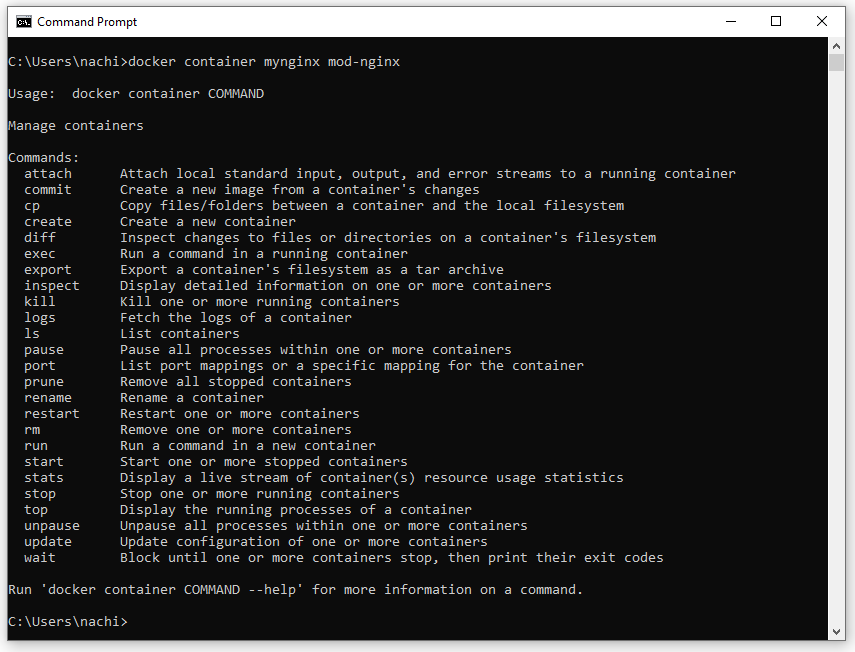 Command Prompt
C:\Users\nachi>docker container mynginx mod-nginx
Usage:  docker container COMMAND
Manage containers
Commands:
  attach      Attach local standard input, output, and error streams to a running container
  commit      Create a new image from a container's changes
  cp          Copy files/folders between a container and the local filesystem
  create      Create a new container
  diff        Inspect changes to files or directories on a container's filesystem
  exec        Run a command in a running container
  export      Export a container's filesystem as a tar archive
  inspect     Display detailed information on one or more containers
  kill        Kill one or more running containers
  logs        Fetch the logs of a container
  ls          List containers
  pause       Pause all processes within one or more containers
  port        List port mappings or a specific mapping for the container
  prune       Remove all stopped containers
  rename      Rename a container
  restart     Restart one or more containers
  rm          Remove one or more containers
  run         Run a command in a new container
  start       Start one or more stopped containers
  stats       Display a live stream of container(s) resource usage statistics
  stop        Stop one or more running containers
  top         Display the running processes of a container
  unpause     Unpause all processes within one or more containers
  update      Update configuration of one or more containers
  wait        Block until one or more containers stop, then print their exit codes
Run 'docker container COMMAND --help' for more information on a command.
C:\Users\nachi>